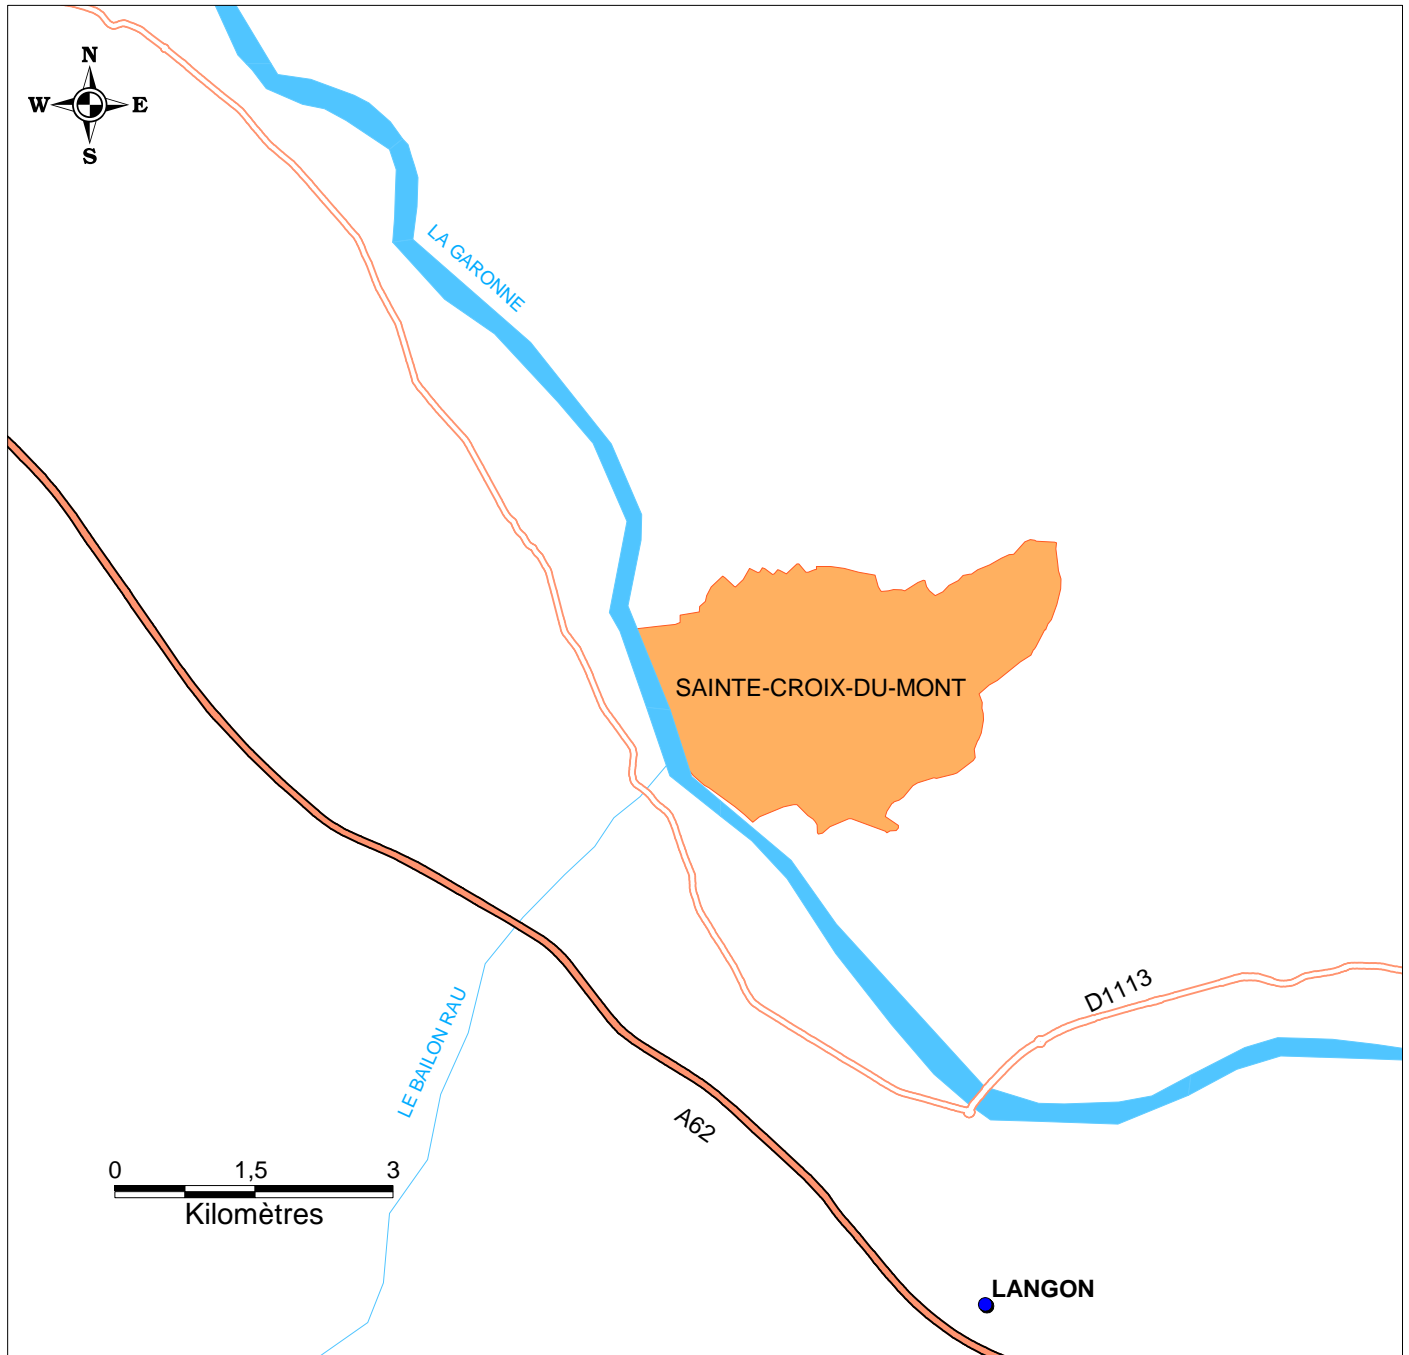 N
W E
S
LA GARONNE
SAINTE-CROIX-DU-MONT
D1113
LE BAILON RAU
A62
0 1,5 3
Kilomètres
LANGON